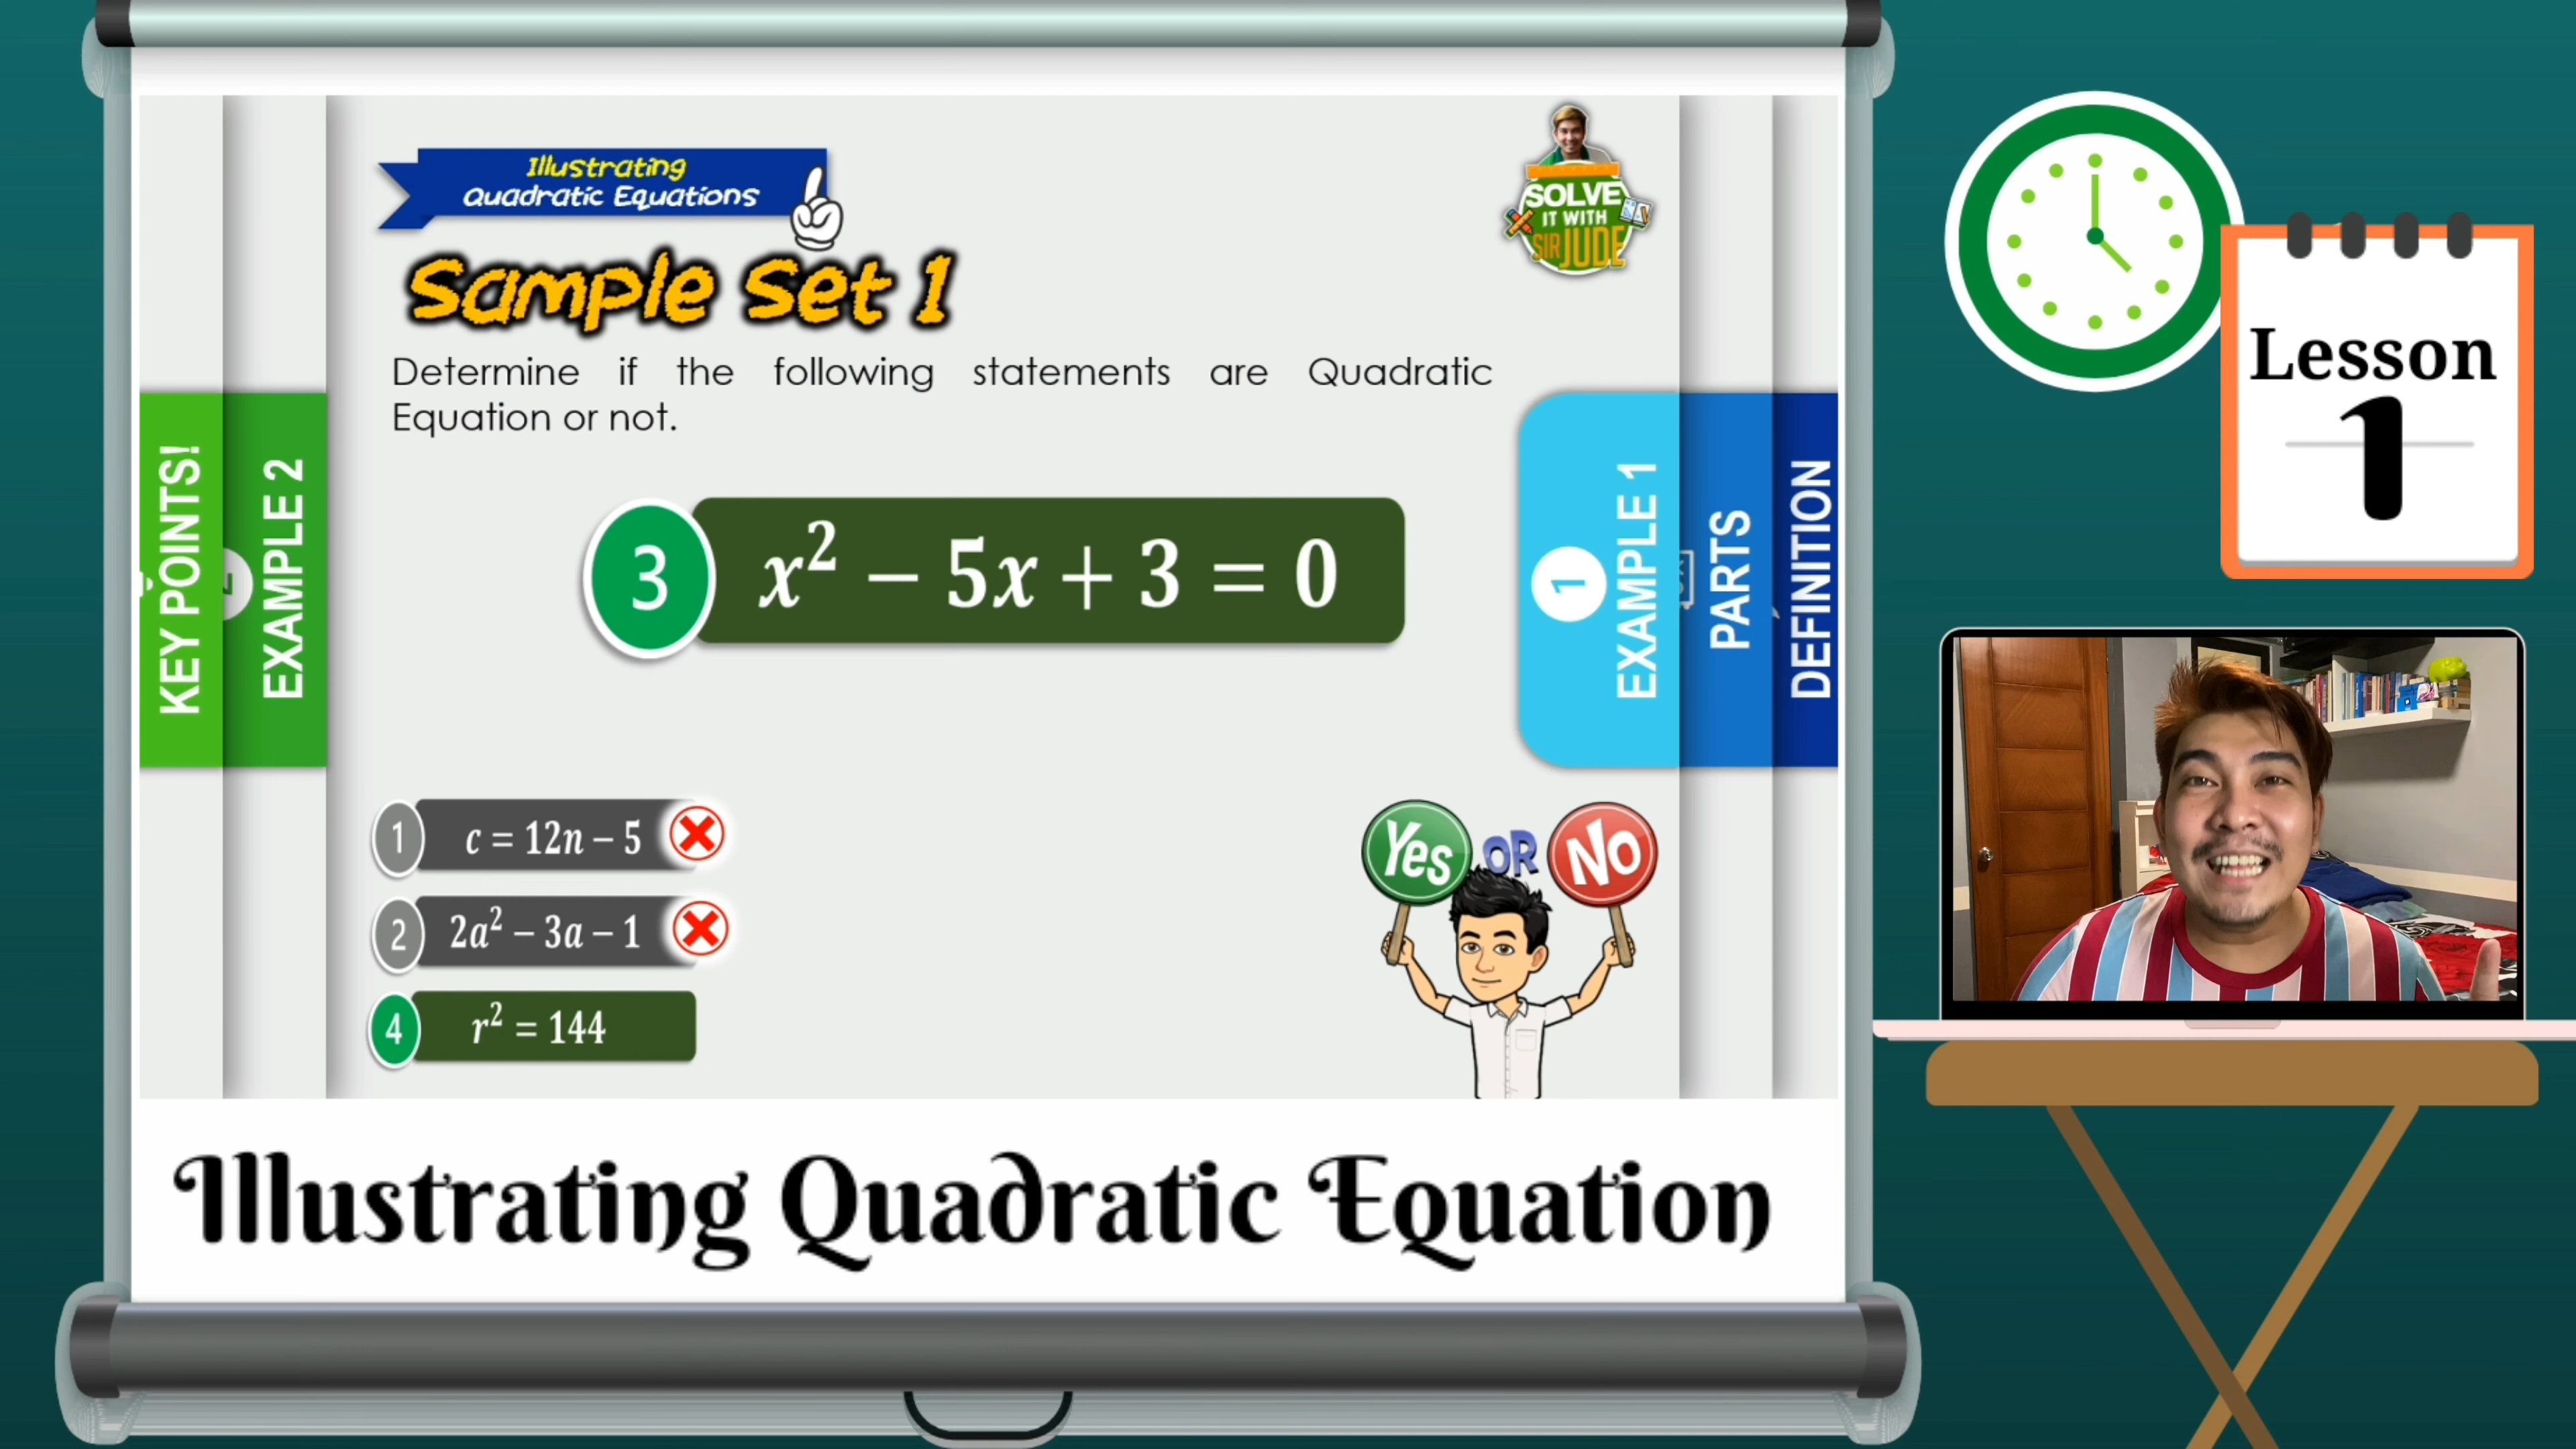 Illustrating
Quadratic Equations
SOLVE
IT WITH
SIR JUDE
Sample Set 1
Determine if the following statements are Quadratic
Equation or not.
3 x² − 5x + 3 = 0
KEY POINTS!
EXAMPLE 2
1
EXAMPLE 1
PARTS
DEFINITION
1 c = 12n − 5
2 2a² − 3a − 1
4 r² = 144
Yes OR No
Illustrating Quadratic Equation
Lesson
1